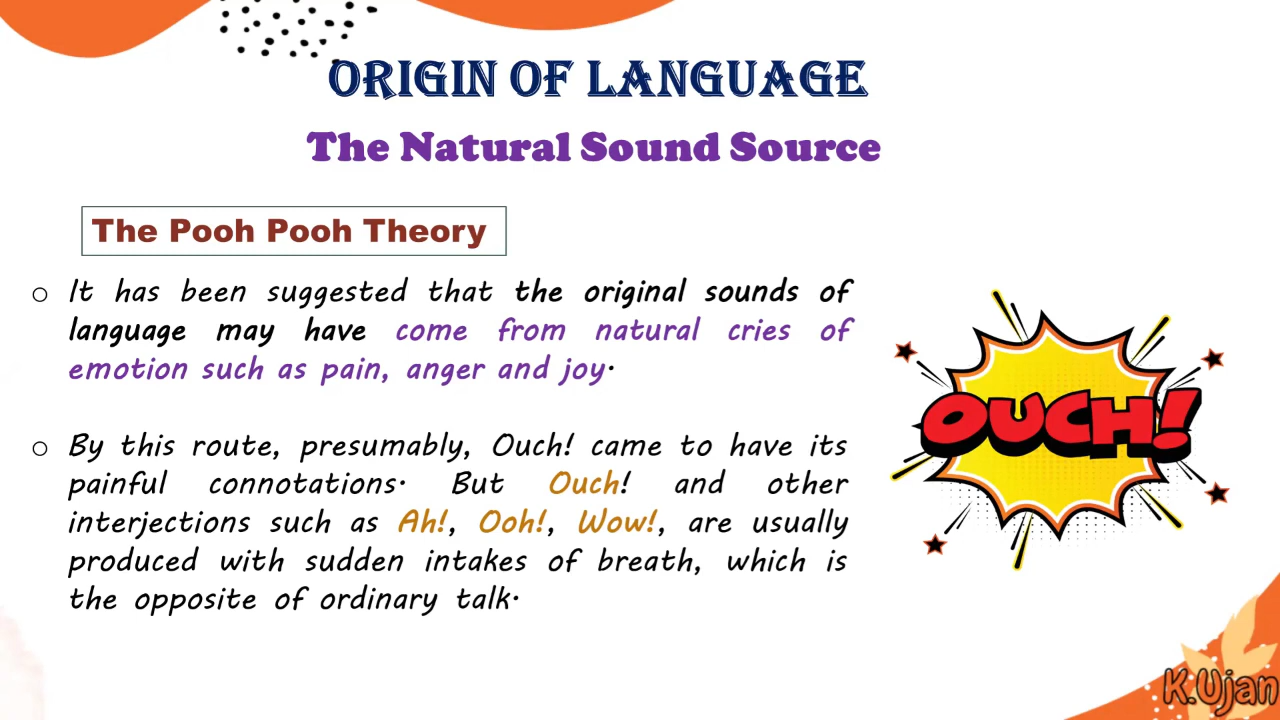 ORIGIN OF LANGUAGE
The Natural Sound Source
The Pooh Pooh Theory
o It has been suggested that the original sounds of
language may have come from natural cries of
emotion such as pain, anger and joy.
o By this route, presumably, Ouch! came to have its
painful connotations. But Ouch! and other
interjections such as Ah!, Ooh!, Wow!, are usually
produced with sudden intakes of breath, which is
the opposite of ordinary talk.
OUCH!
K.Ujan